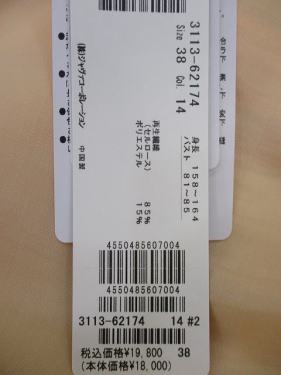 3113-62174
Size 38 Col. 14
身長 158~164
バスト 81~85
再生繊維
(セルロース) 85%
ポリエステル 15%
(株)ジャヴァコーポレーション 中国製
4550485607004
4550485607004
3113-62174 14 #2
税込価格¥19,800 38
(本体価格¥18,000)